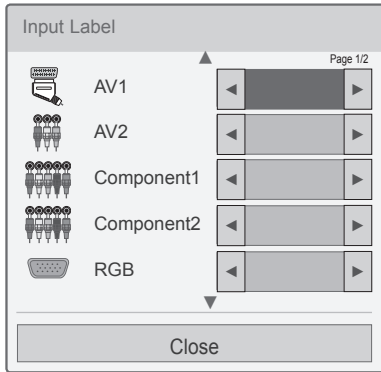 Input Label
Page 1/2
AV1
AV2
Component1
Component2
RGB
Close